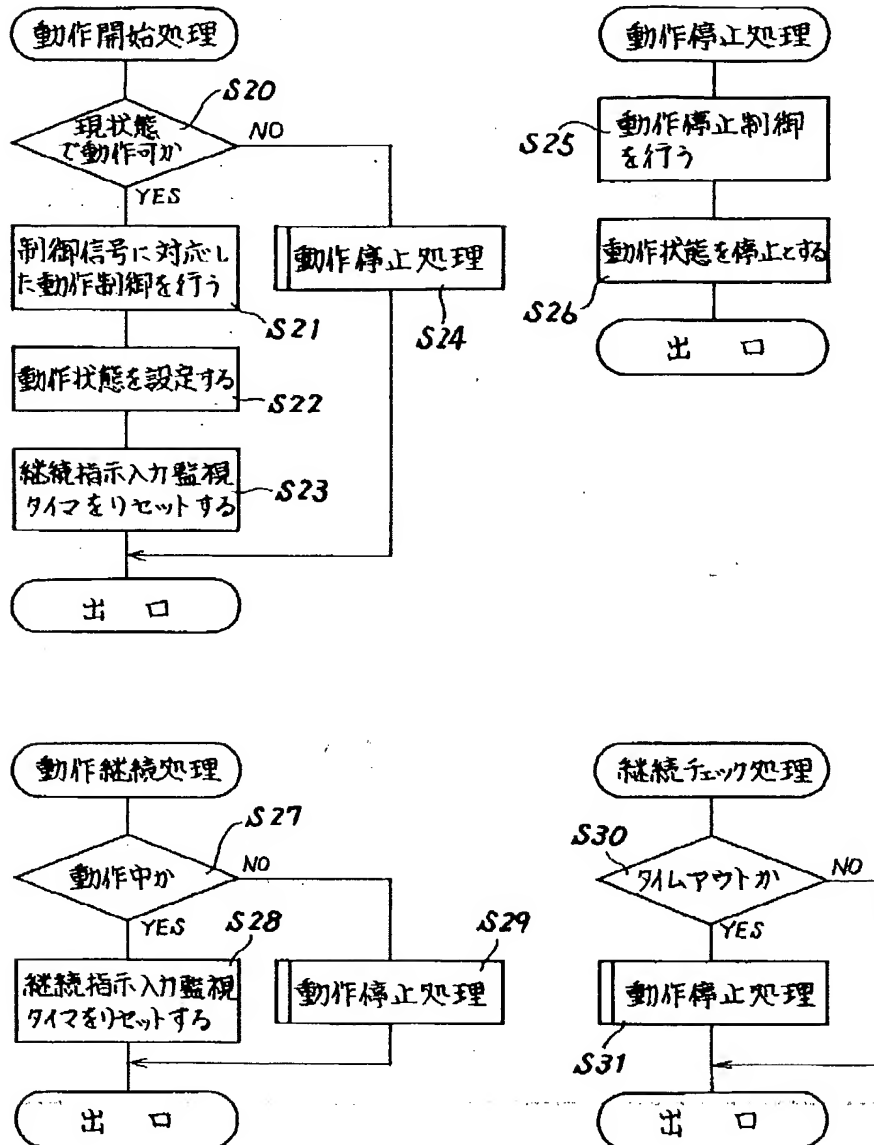 動作開始処理
S20
現状態
で動作可か
NO
YES
制御信号に対応し
た動作制御を行う
S21
動作停止処理
S24
動作状態を設定する
S22
継続指示入力監視
タイマをリセットする
S23
出 口
動作停止処理
S25
動作停止制御
を行う
動作状態を停止とする
S26
出 口
動作継続処理
S27
動作中か
NO
YES
S28
継続指示入力監視
タイマをリセットする
S29
動作停止処理
出 口
継続チェック処理
S30
タイムアウトか
NO
YES
動作停止処理
S31
出 口